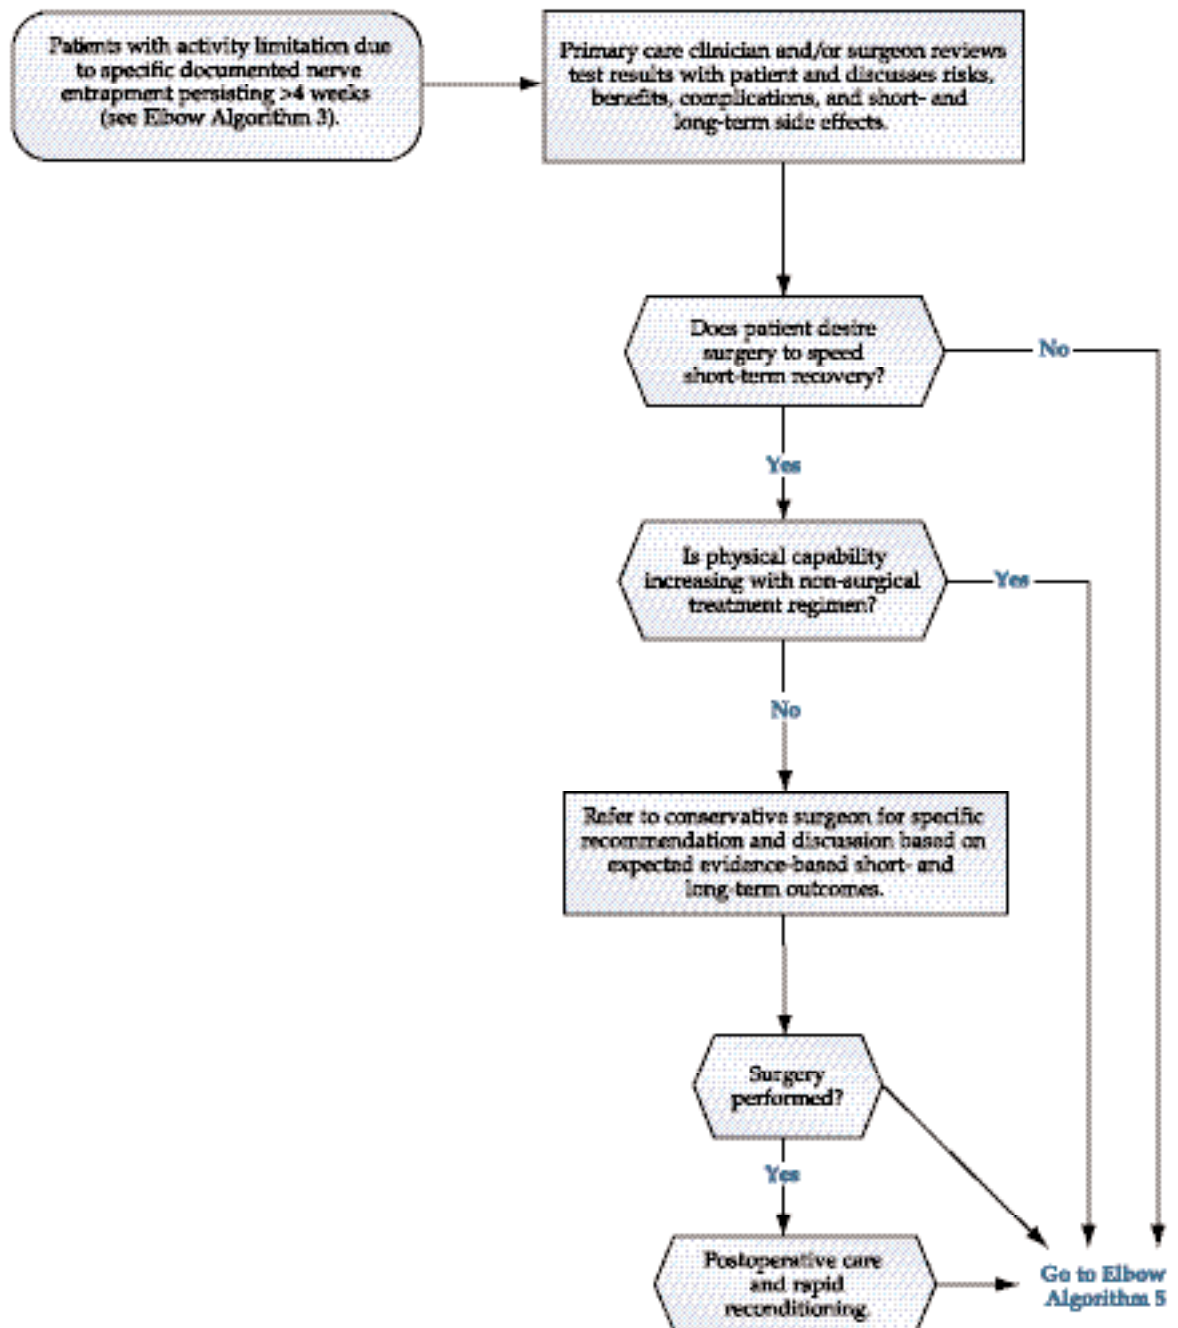 Patients with activity limitation due
to specific documented nerve
entrapment persisting >4 weeks
(see Elbow Algorithm 3).
Primary care clinician and/or surgeon reviews
test results with patient and discusses risks,
benefits, complications, and short- and
long-term side effects.
Does patient desire
surgery to speed
short-term recovery?
No
Yes
Is physical capability
increasing with non-surgical
treatment regimen?
Yes
No
Refer to conservative surgeon for specific
recommendation and discussion based on
expected evidence-based short- and
long-term outcomes.
Surgery
performed?
Yes
Postoperative care
and rapid
reconditioning.
Go to Elbow
Algorithm 5